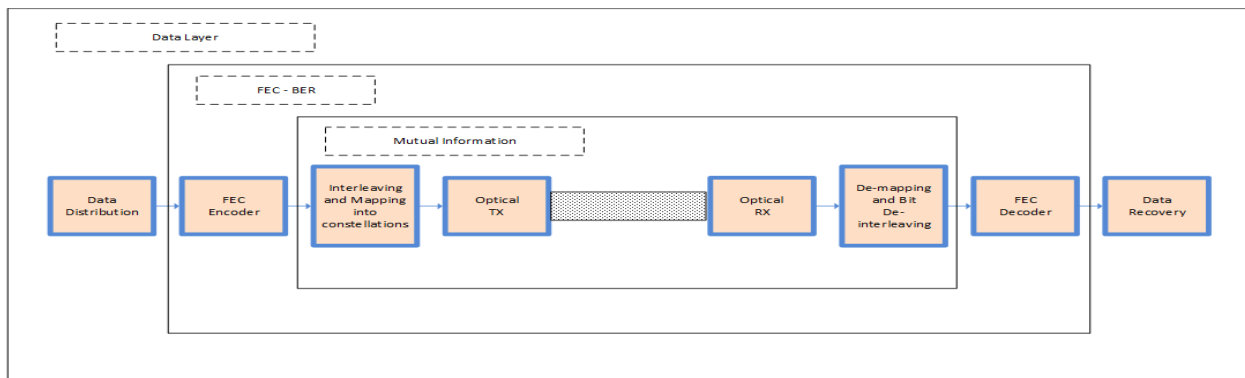 Data Layer
FEC - BER
Mutual Information
Data
Distribution
FEC
Encoder
Interleaving
and Mapping
into
constellations
Optical
TX
Optical
RX
De-mapping
and Bit
De-
interleaving
FEC
Decoder
Data
Recovery